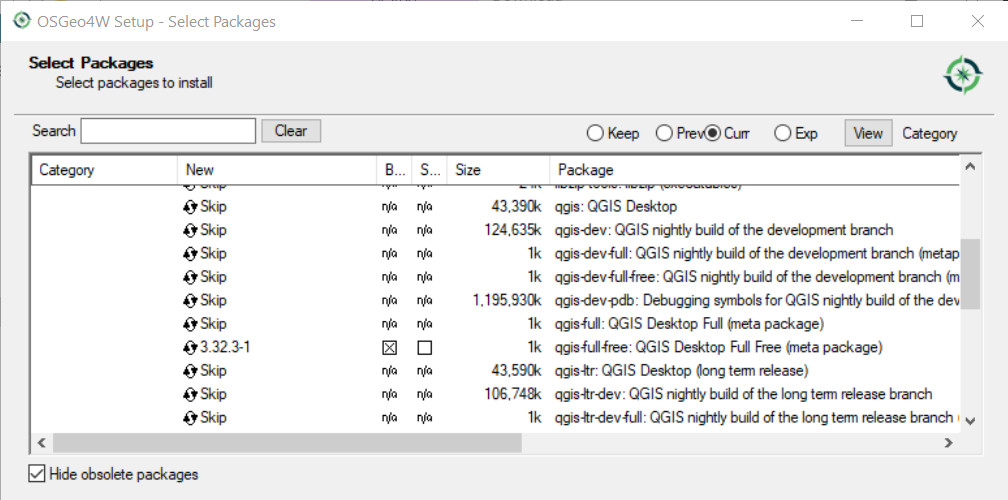 OSGeo4W Setup - Select Packages
Select Packages
Select packages to install
Search Clear Keep Prev Curr Exp View Category
Category New B... S... Size Package
Skip n/a n/a 24k libzip-tools: libzip (executables)
Skip n/a n/a 43,390k qgis: QGIS Desktop
Skip n/a n/a 124,635k qgis-dev: QGIS nightly build of the development branch
Skip n/a n/a 1k qgis-dev-full: QGIS nightly build of the development branch (metap
Skip n/a n/a 1k qgis-dev-full-free: QGIS nightly build of the development branch (m
Skip n/a n/a 1,195,930k qgis-dev-pdb: Debugging symbols for QGIS nightly build of the dev
Skip n/a n/a 1k qgis-full: QGIS Desktop Full (meta package)
3.32.3-1 1k qgis-full-free: QGIS Desktop Full Free (meta package)
Skip n/a n/a 43,590k qgis-ltr: QGIS Desktop (long term release)
Skip n/a n/a 106,748k qgis-ltr-dev: QGIS nightly build of the long term release branch
Skip n/a n/a 1k qgis-ltr-dev-full: QGIS nightly build of the long term release branch (
Hide obsolete packages